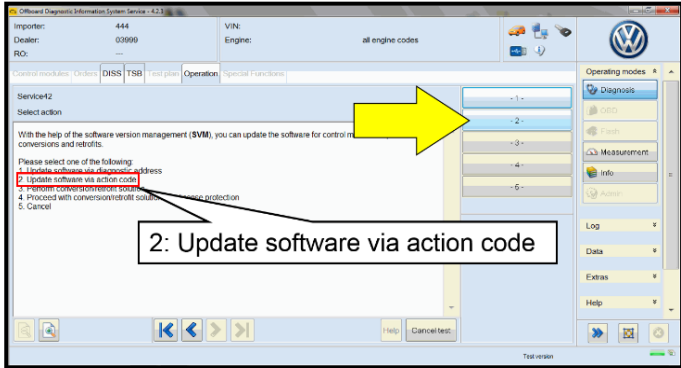 Offboard Diagnostic Information System Service - 4.2.3
Importer: 444
Dealer: 03999
RO: ---
VIN:
Engine: all engine codes
Control modules Orders DISS TSB Test plan Operation Special Functions
Service42
Select action
With the help of the software version management (SVM), you can update the software for control
conversions and retrofits.
Please select one of the following:
1. Update software via diagnostic address
2. Update software via action code
3. Perform conversion/retrofit solution
4. Proceed with conversion/retrofit protection
5. Cancel
2: Update software via action code
- 1 -
- 2 -
- 3 -
- 4 -
- 5 -
Help
Cancel test
Operating modes
Diagnosis
OBD
Flash
Measurement
Info
Admin
Log
Data
Extras
Help
Test version